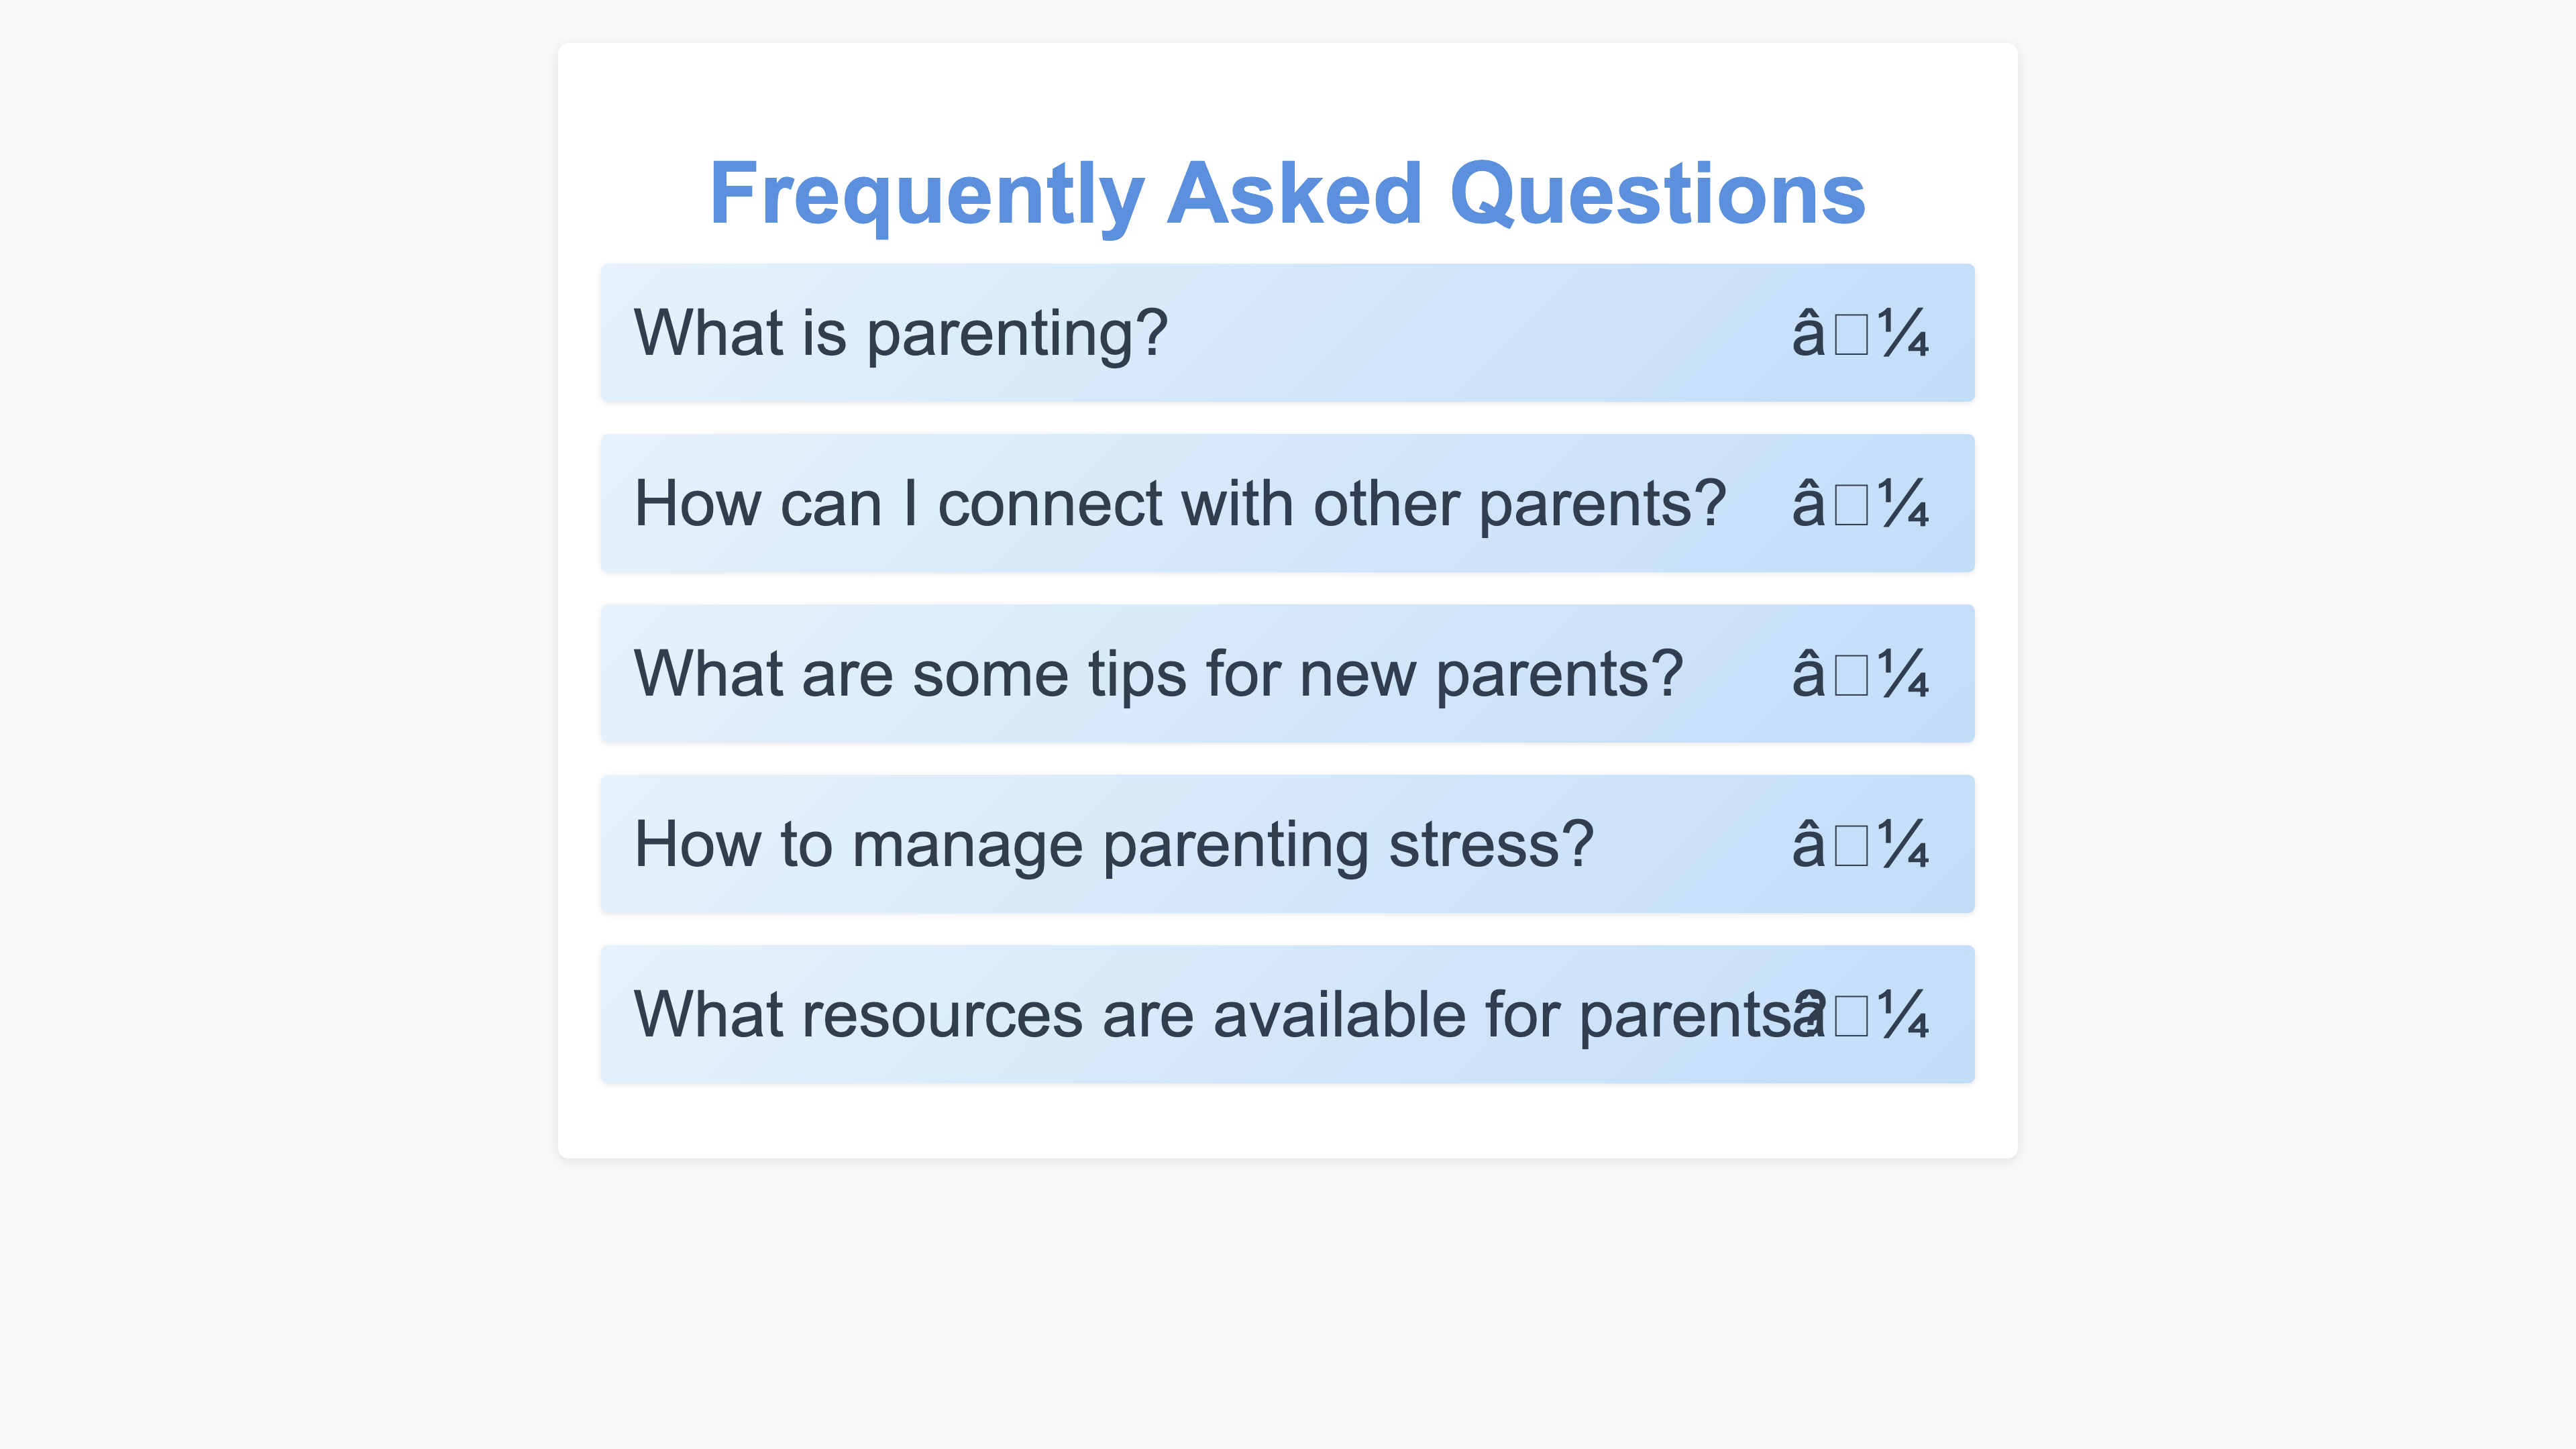 Frequently Asked Questions
What is parenting? â□¼
How can I connect with other parents? â□¼
What are some tips for new parents? â□¼
How to manage parenting stress? â□¼
What resources are available for parents? â□¼